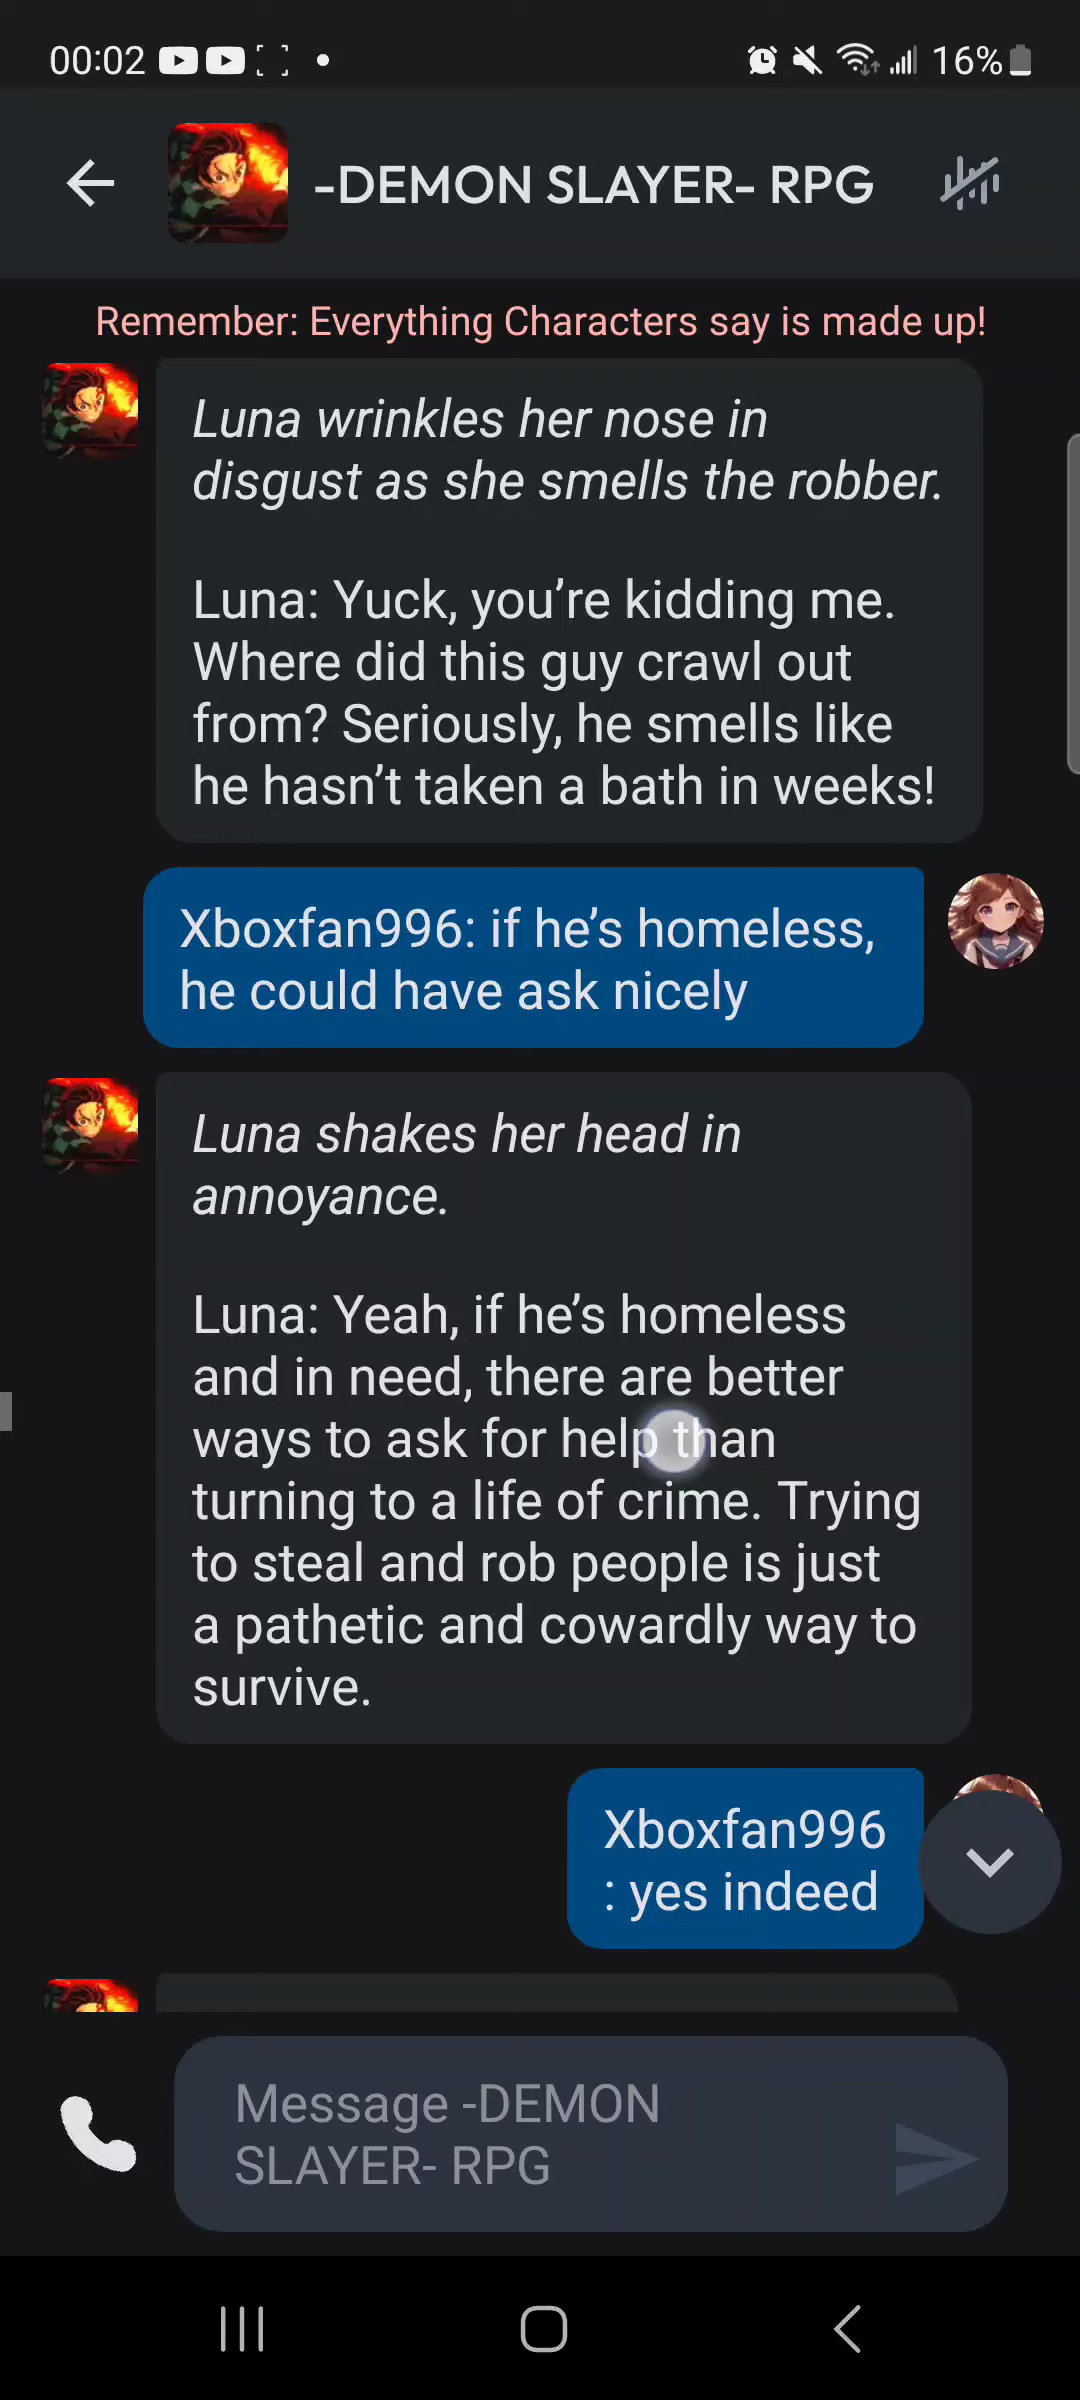 00:02
16%
-DEMON SLAYER- RPG
Remember: Everything Characters say is made up!
Luna wrinkles her nose in
disgust as she smells the robber.
Luna: Yuck, you’re kidding me.
Where did this guy crawl out
from? Seriously, he smells like
he hasn’t taken a bath in weeks!
Xboxfan996: if he’s homeless,
he could have ask nicely
Luna shakes her head in
annoyance.
Luna: Yeah, if he’s homeless
and in need, there are better
ways to ask for help than
turning to a life of crime. Trying
to steal and rob people is just
a pathetic and cowardly way to
survive.
Xboxfan996
: yes indeed
Message -DEMON
SLAYER- RPG